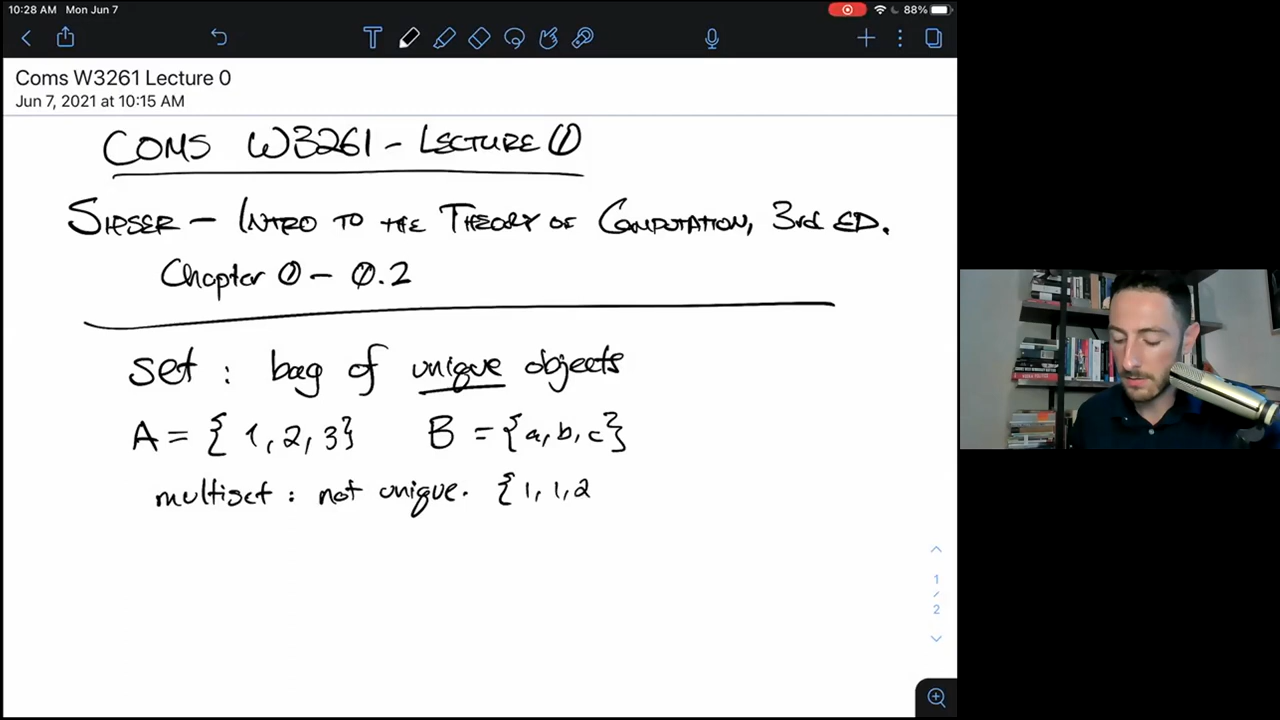 10:28 AM Mon Jun 7
88%
Coms W3261 Lecture 0
Jun 7, 2021 at 10:15 AM
COMS W3261 - LECTURE 0
SIPSER - INTRO TO THE THEORY OF COMPUTATION, 3rd ED.
Chapter 0 - 0.2
set : bag of unique objects
A = { 1, 2, 3} B = {a, b, c}
multiset : not unique. { 1, 1, 2
1
/
2